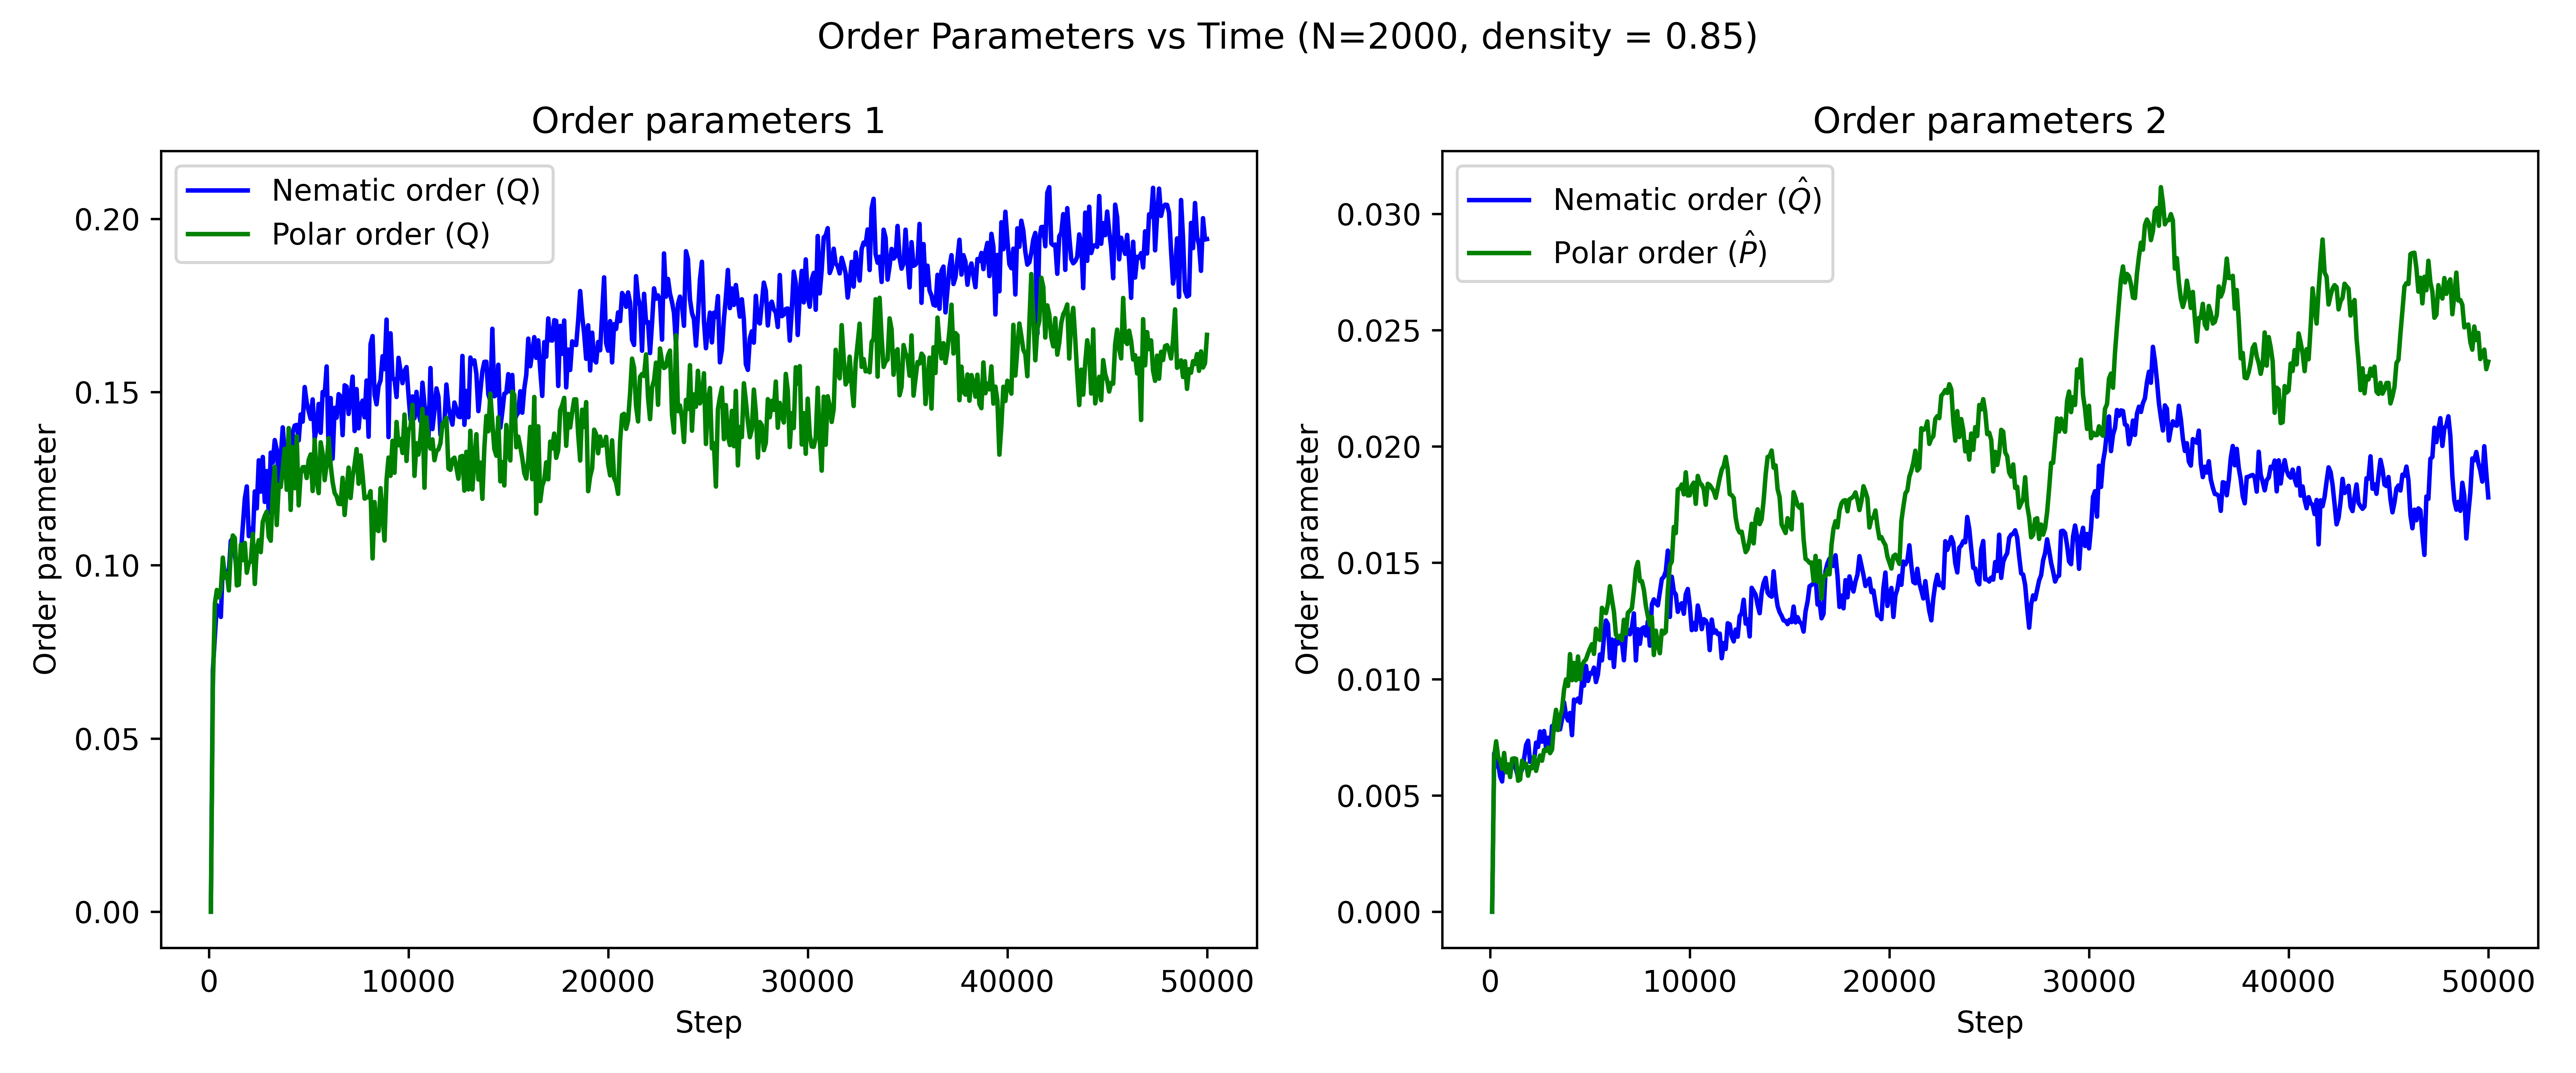 Order Parameters vs Time (N=2000, density = 0.85)
Order parameters 1
Nematic order (Q)
Polar order (Q)
0.20
0.15
0.10
0.05
0.00
Order parameter
0 10000 20000 30000 40000 50000
Step
Order parameters 2
Nematic order (Q̂)
Polar order (P̂)
0.030
0.025
0.020
0.015
0.010
0.005
0.000
Order parameter
0 10000 20000 30000 40000 50000
Step